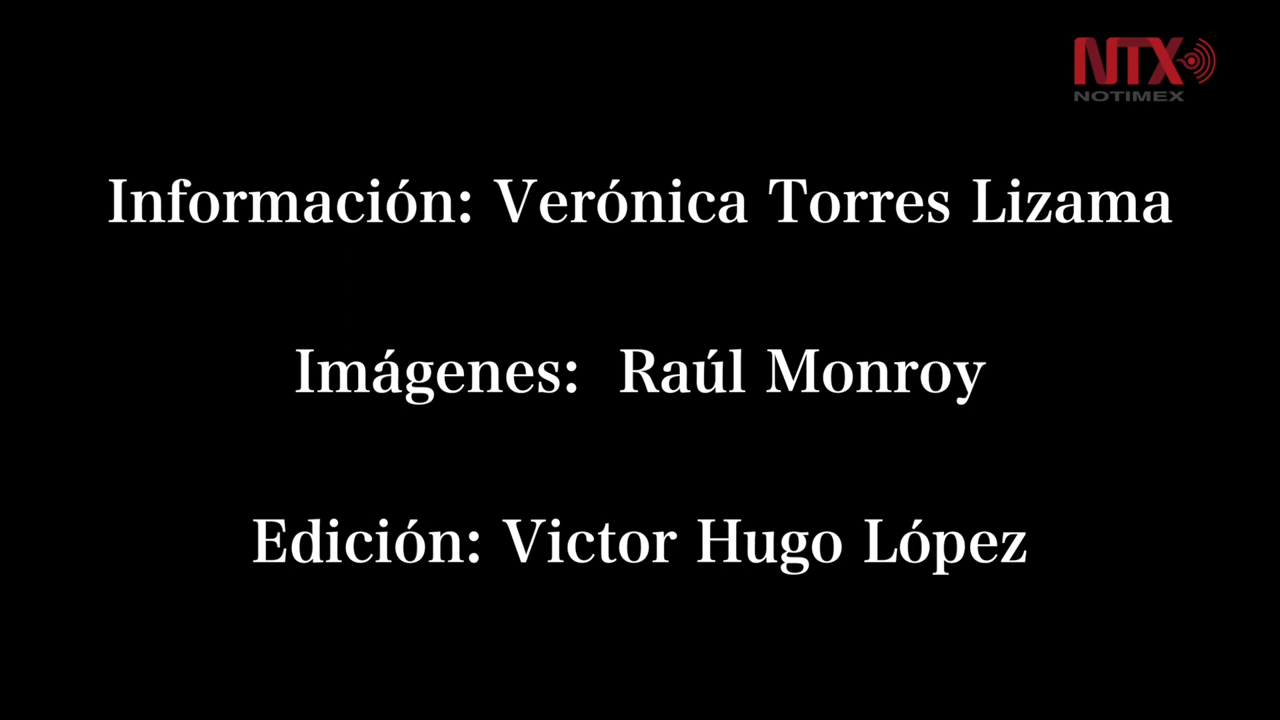 NTX
NOTIMEX
Información: Verónica Torres Lizama
Imágenes: Raúl Monroy
Edición: Victor Hugo López